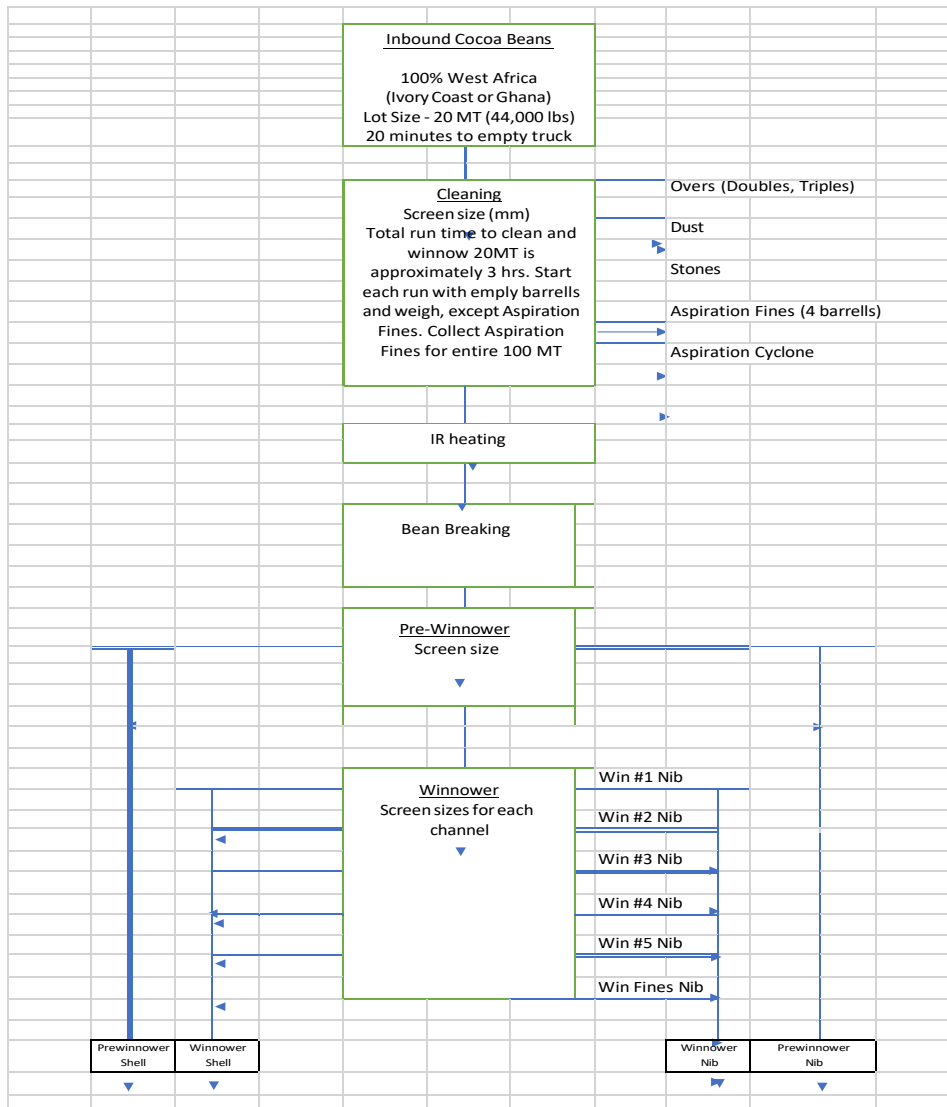 Inbound Cocoa Beans
100% West Africa
(Ivory Coast or Ghana)
Lot Size - 20 MT (44,000 lbs)
20 minutes to empty truck
Cleaning
Screen size (mm)
Total run time to clean and
winnow 20MT is
approximately 3 hrs. Start
each run with emply barrells
and weigh, except Aspiration
Fines. Collect Aspiration
Fines for entire 100 MT
Overs (Doubles, Triples)
Dust
Stones
Aspiration Fines (4 barrells)
Aspiration Cyclone
IR heating
Bean Breaking
Pre-Winnower
Screen size
Winnower
Screen sizes for each
channel
Win #1 Nib
Win #2 Nib
Win #3 Nib
Win #4 Nib
Win #5 Nib
Win Fines Nib
Prewinnower
Shell
Winnower
Shell
Winnower
Nib
Prewinnower
Nib